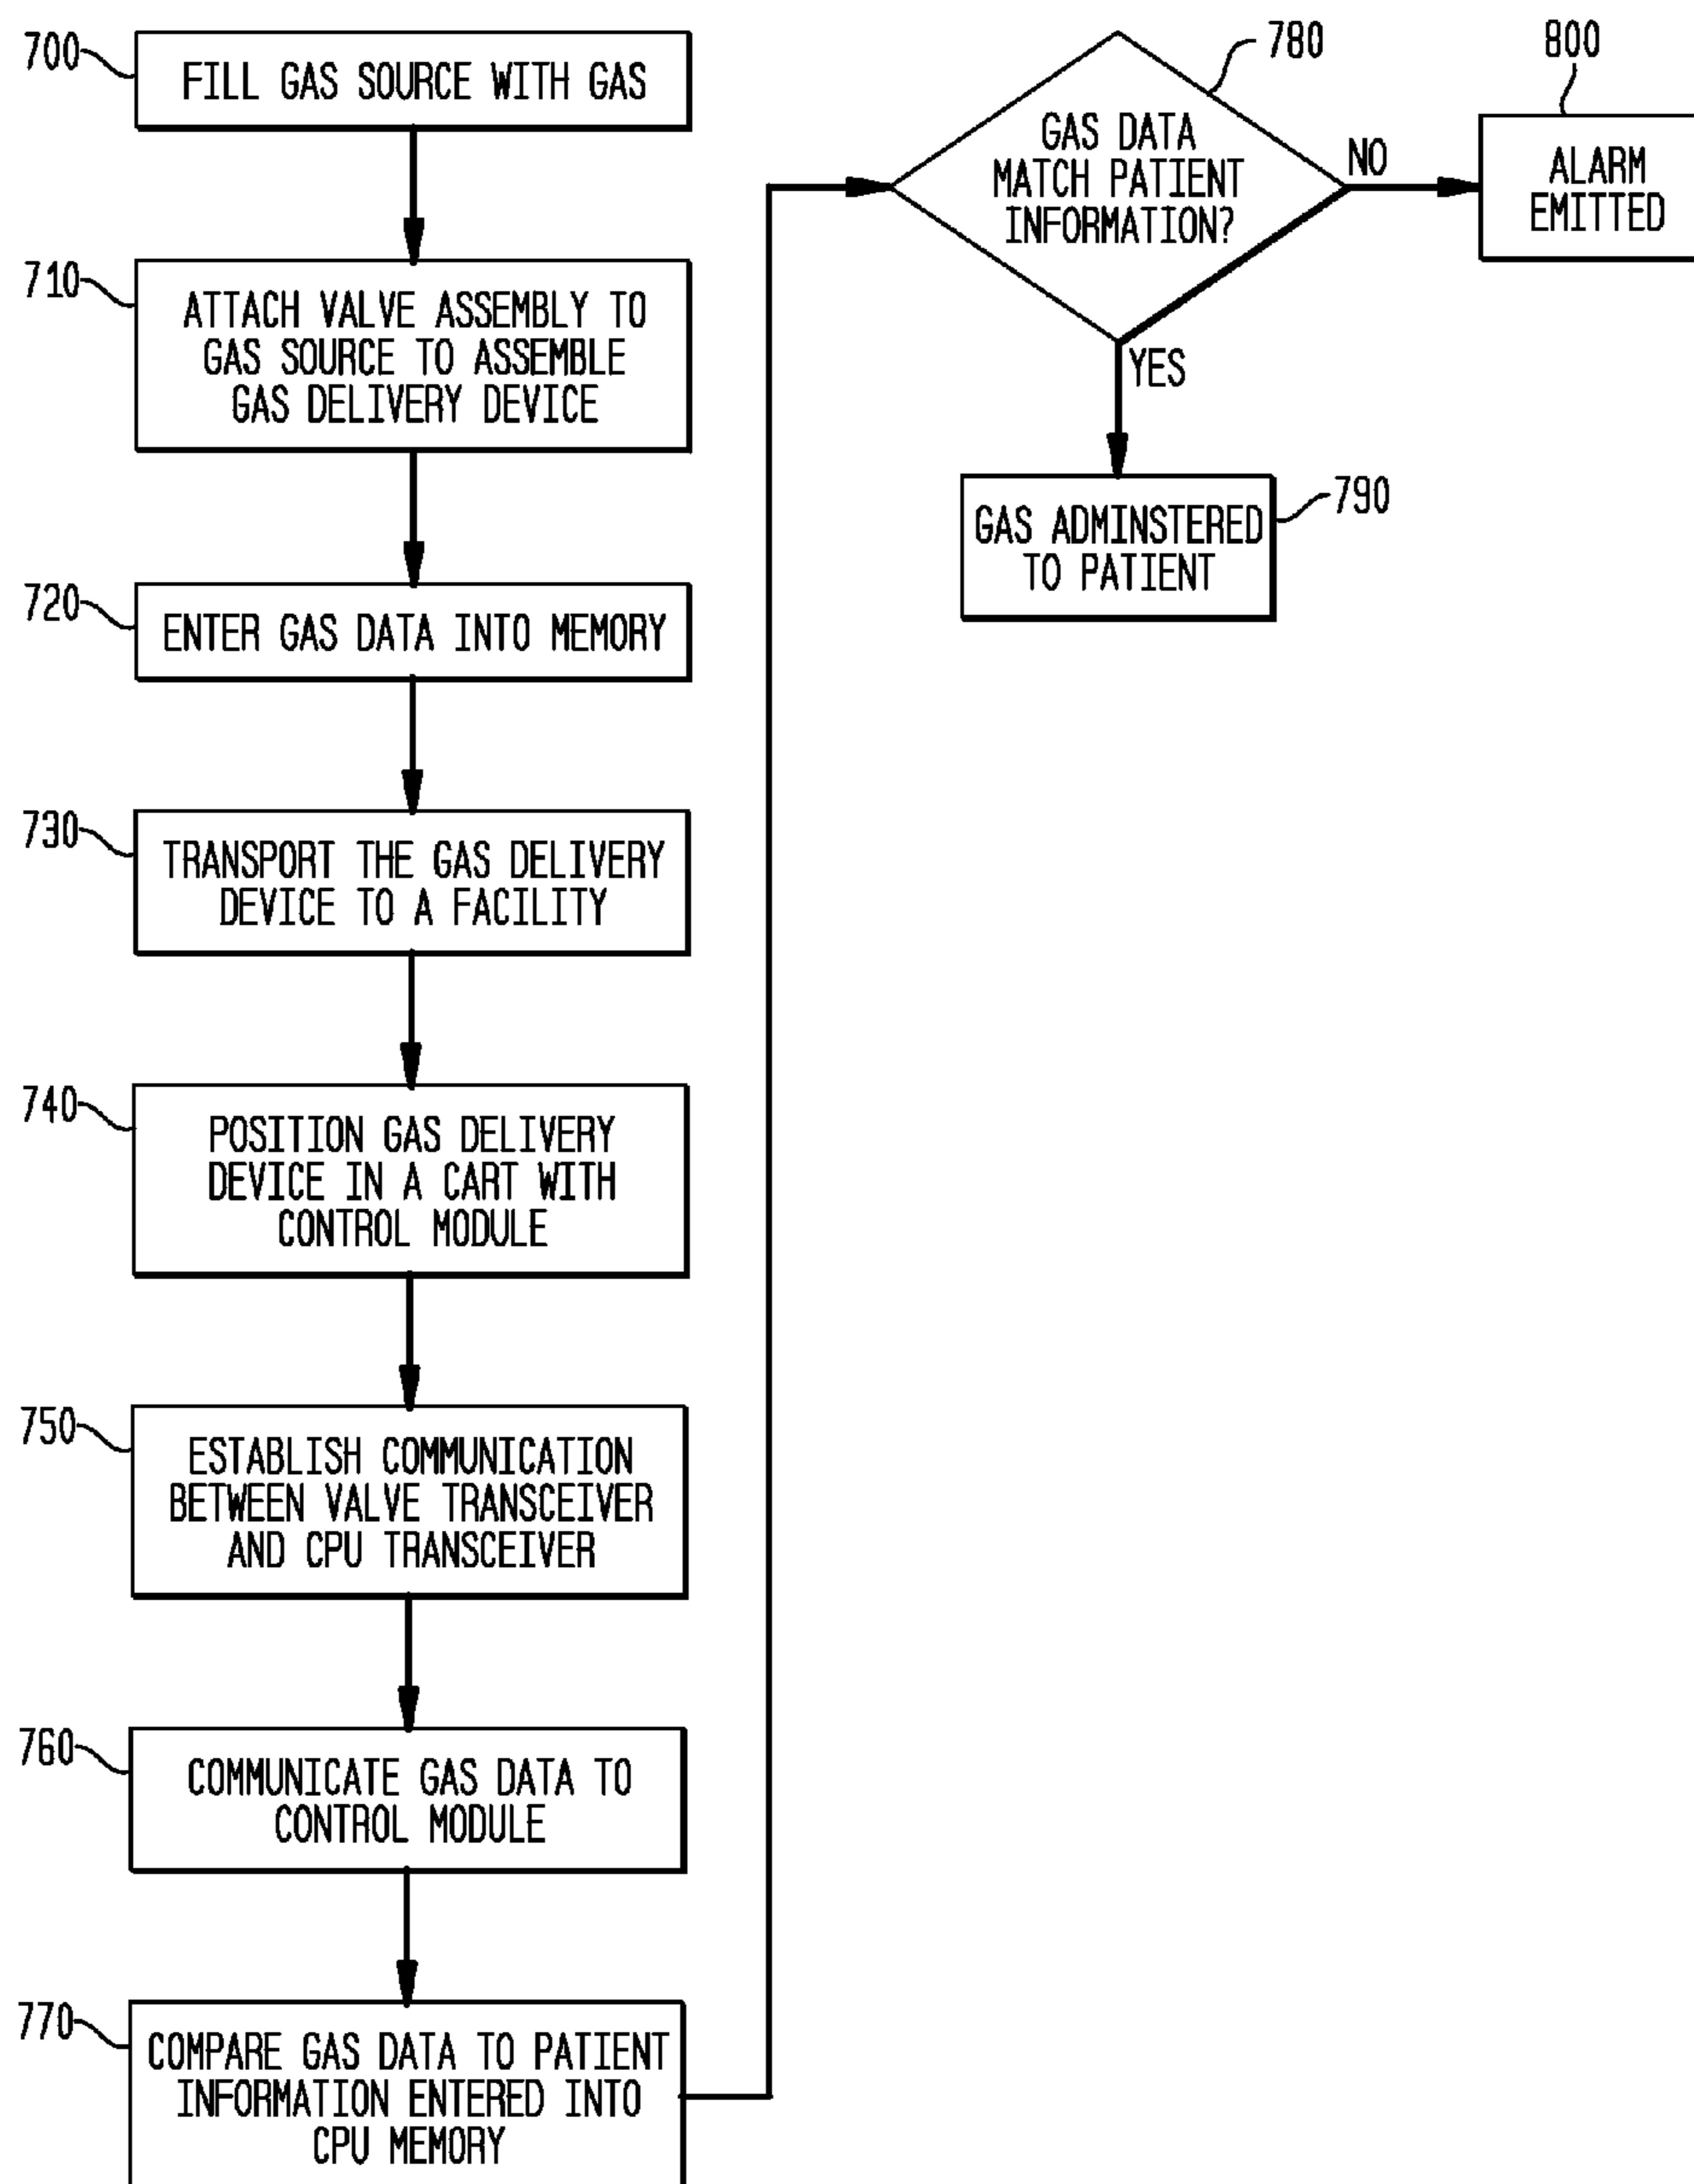 700
FILL GAS SOURCE WITH GAS
710
ATTACH VALVE ASSEMBLY TO
GAS SOURCE TO ASSEMBLE
GAS DELIVERY DEVICE
720
ENTER GAS DATA INTO MEMORY
730
TRANSPORT THE GAS DELIVERY
DEVICE TO A FACILITY
740
POSITION GAS DELIVERY
DEVICE IN A CART WITH
CONTROL MODULE
750
ESTABLISH COMMUNICATION
BETWEEN VALVE TRANSCEIVER
AND CPU TRANSCEIVER
760
COMMUNICATE GAS DATA TO
CONTROL MODULE
770
COMPARE GAS DATA TO PATIENT
INFORMATION ENTERED INTO
CPU MEMORY
780
GAS DATA
MATCH PATIENT
INFORMATION?
NO
800
ALARM
EMITTED
YES
790
GAS ADMINSTERED
TO PATIENT